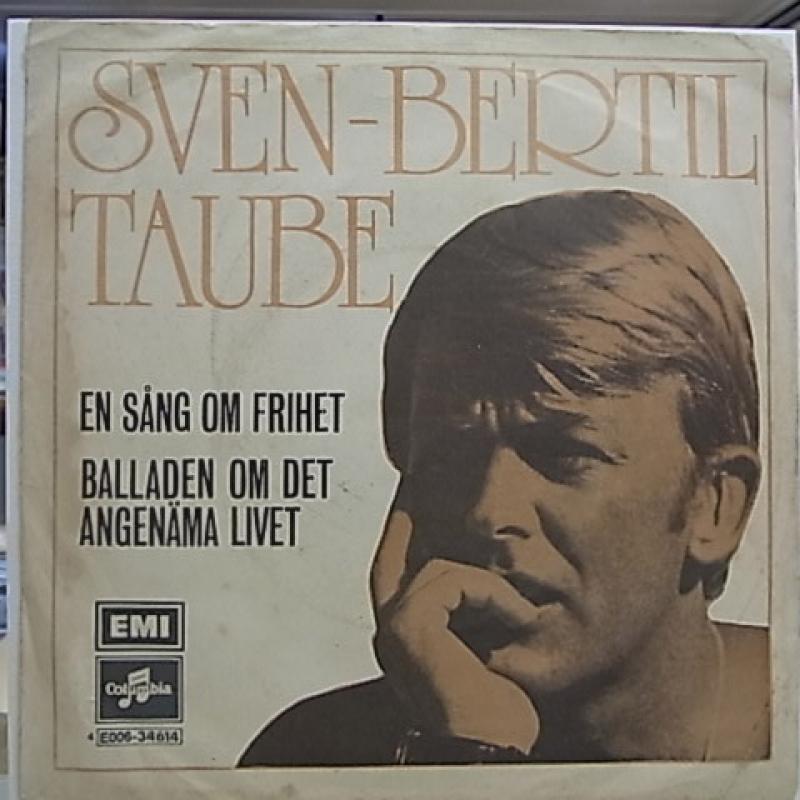 SVEN-BERTIL
TAUBE
EN SÅNG OM FRIHET
BALLADEN OM DET
ANGENÄMA LIVET
EMI
Columbia
4 E006-34614